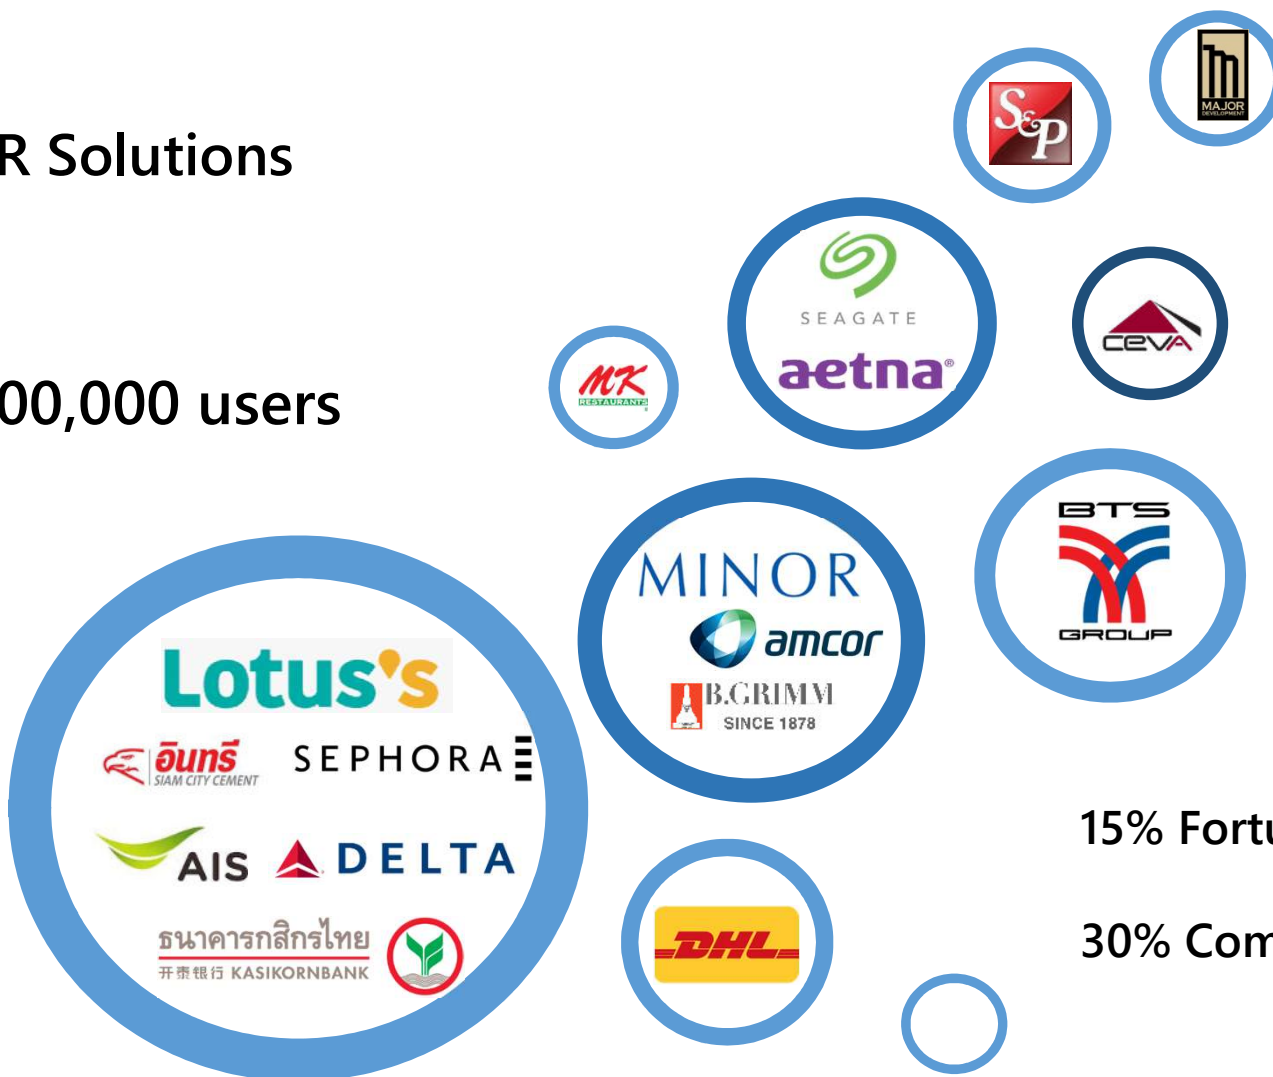 R Solutions
00,000 users
S&P
MAJOR
DEVELOPMENT
SEAGATE
aetna®
CEVA
MK
RESTAURANTS
BTS
GROUP
MINOR
amcor
B.GRIMM
SINCE 1878
Lotus's
อินทรี
SIAM CITY CEMENT
SEPHORA
AIS
DELTA
ธนาคารกสิกรไทย
开泰银行 KASIKORNBANK
DHL
15% Fortu
30% Com